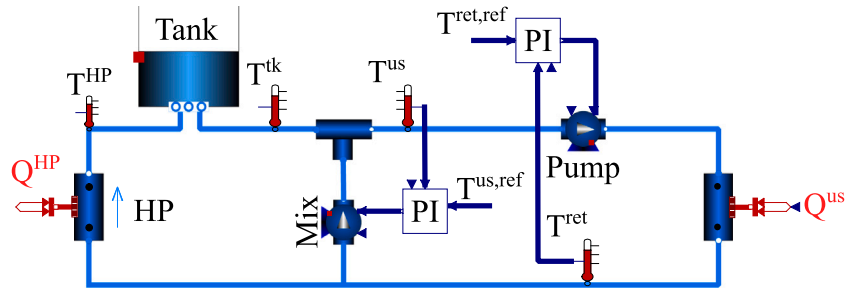 Tank
T^ret,ref
PI
T^HP
T^tk
T^us
Pump
Q^HP
HP
Mix
PI
T^us,ref
T^ret
Q^us